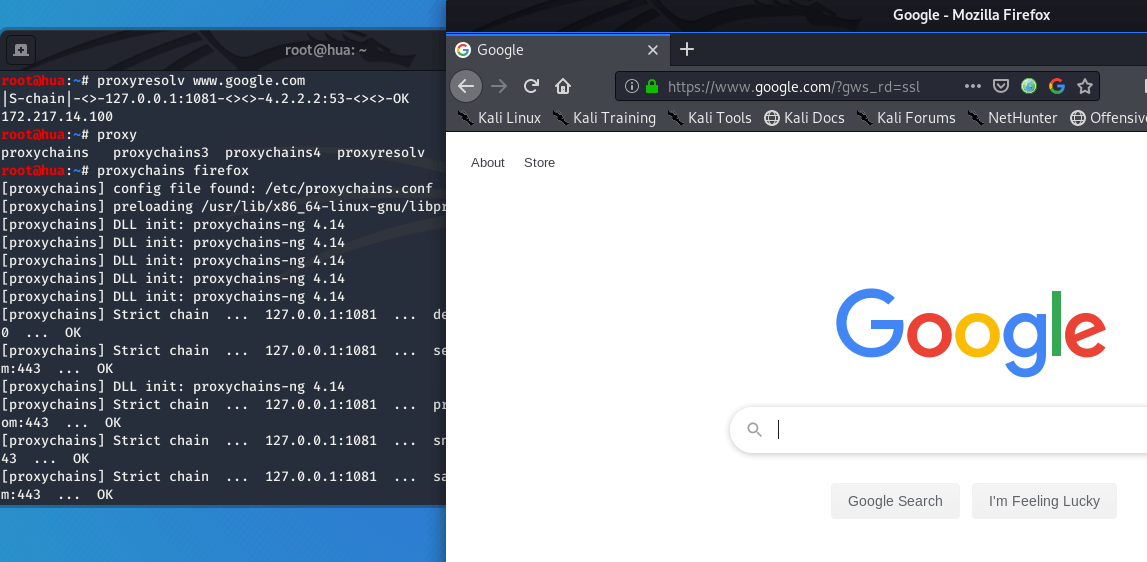 root@hua: ~
root@hua:~# proxyresolv www.google.com
|S-chain|-<>-127.0.0.1:1081-<><>-4.2.2.2:53-<><>-OK
172.217.14.100
root@hua:~# proxy
proxychains proxychains3 proxychains4 proxyresolv
root@hua:~# proxychains firefox
[proxychains] config file found: /etc/proxychains.conf
[proxychains] preloading /usr/lib/x86_64-linux-gnu/libpr
[proxychains] DLL init: proxychains-ng 4.14
[proxychains] DLL init: proxychains-ng 4.14
[proxychains] DLL init: proxychains-ng 4.14
[proxychains] DLL init: proxychains-ng 4.14
[proxychains] DLL init: proxychains-ng 4.14
[proxychains] Strict chain ... 127.0.0.1:1081 ... de
0 ... OK
[proxychains] Strict chain ... 127.0.0.1:1081 ... se
m:443 ... OK
[proxychains] DLL init: proxychains-ng 4.14
[proxychains] Strict chain ... 127.0.0.1:1081 ... pr
om:443 ... OK
[proxychains] Strict chain ... 127.0.0.1:1081 ... sn
43 ... OK
[proxychains] Strict chain ... 127.0.0.1:1081 ... sa
m:443 ... OK
Google - Mozilla Firefox
Google
https://www.google.com/?gws_rd=ssl
Kali Linux Kali Training Kali Tools Kali Docs Kali Forums NetHunter Offensive
About Store
Google
Google Search I'm Feeling Lucky